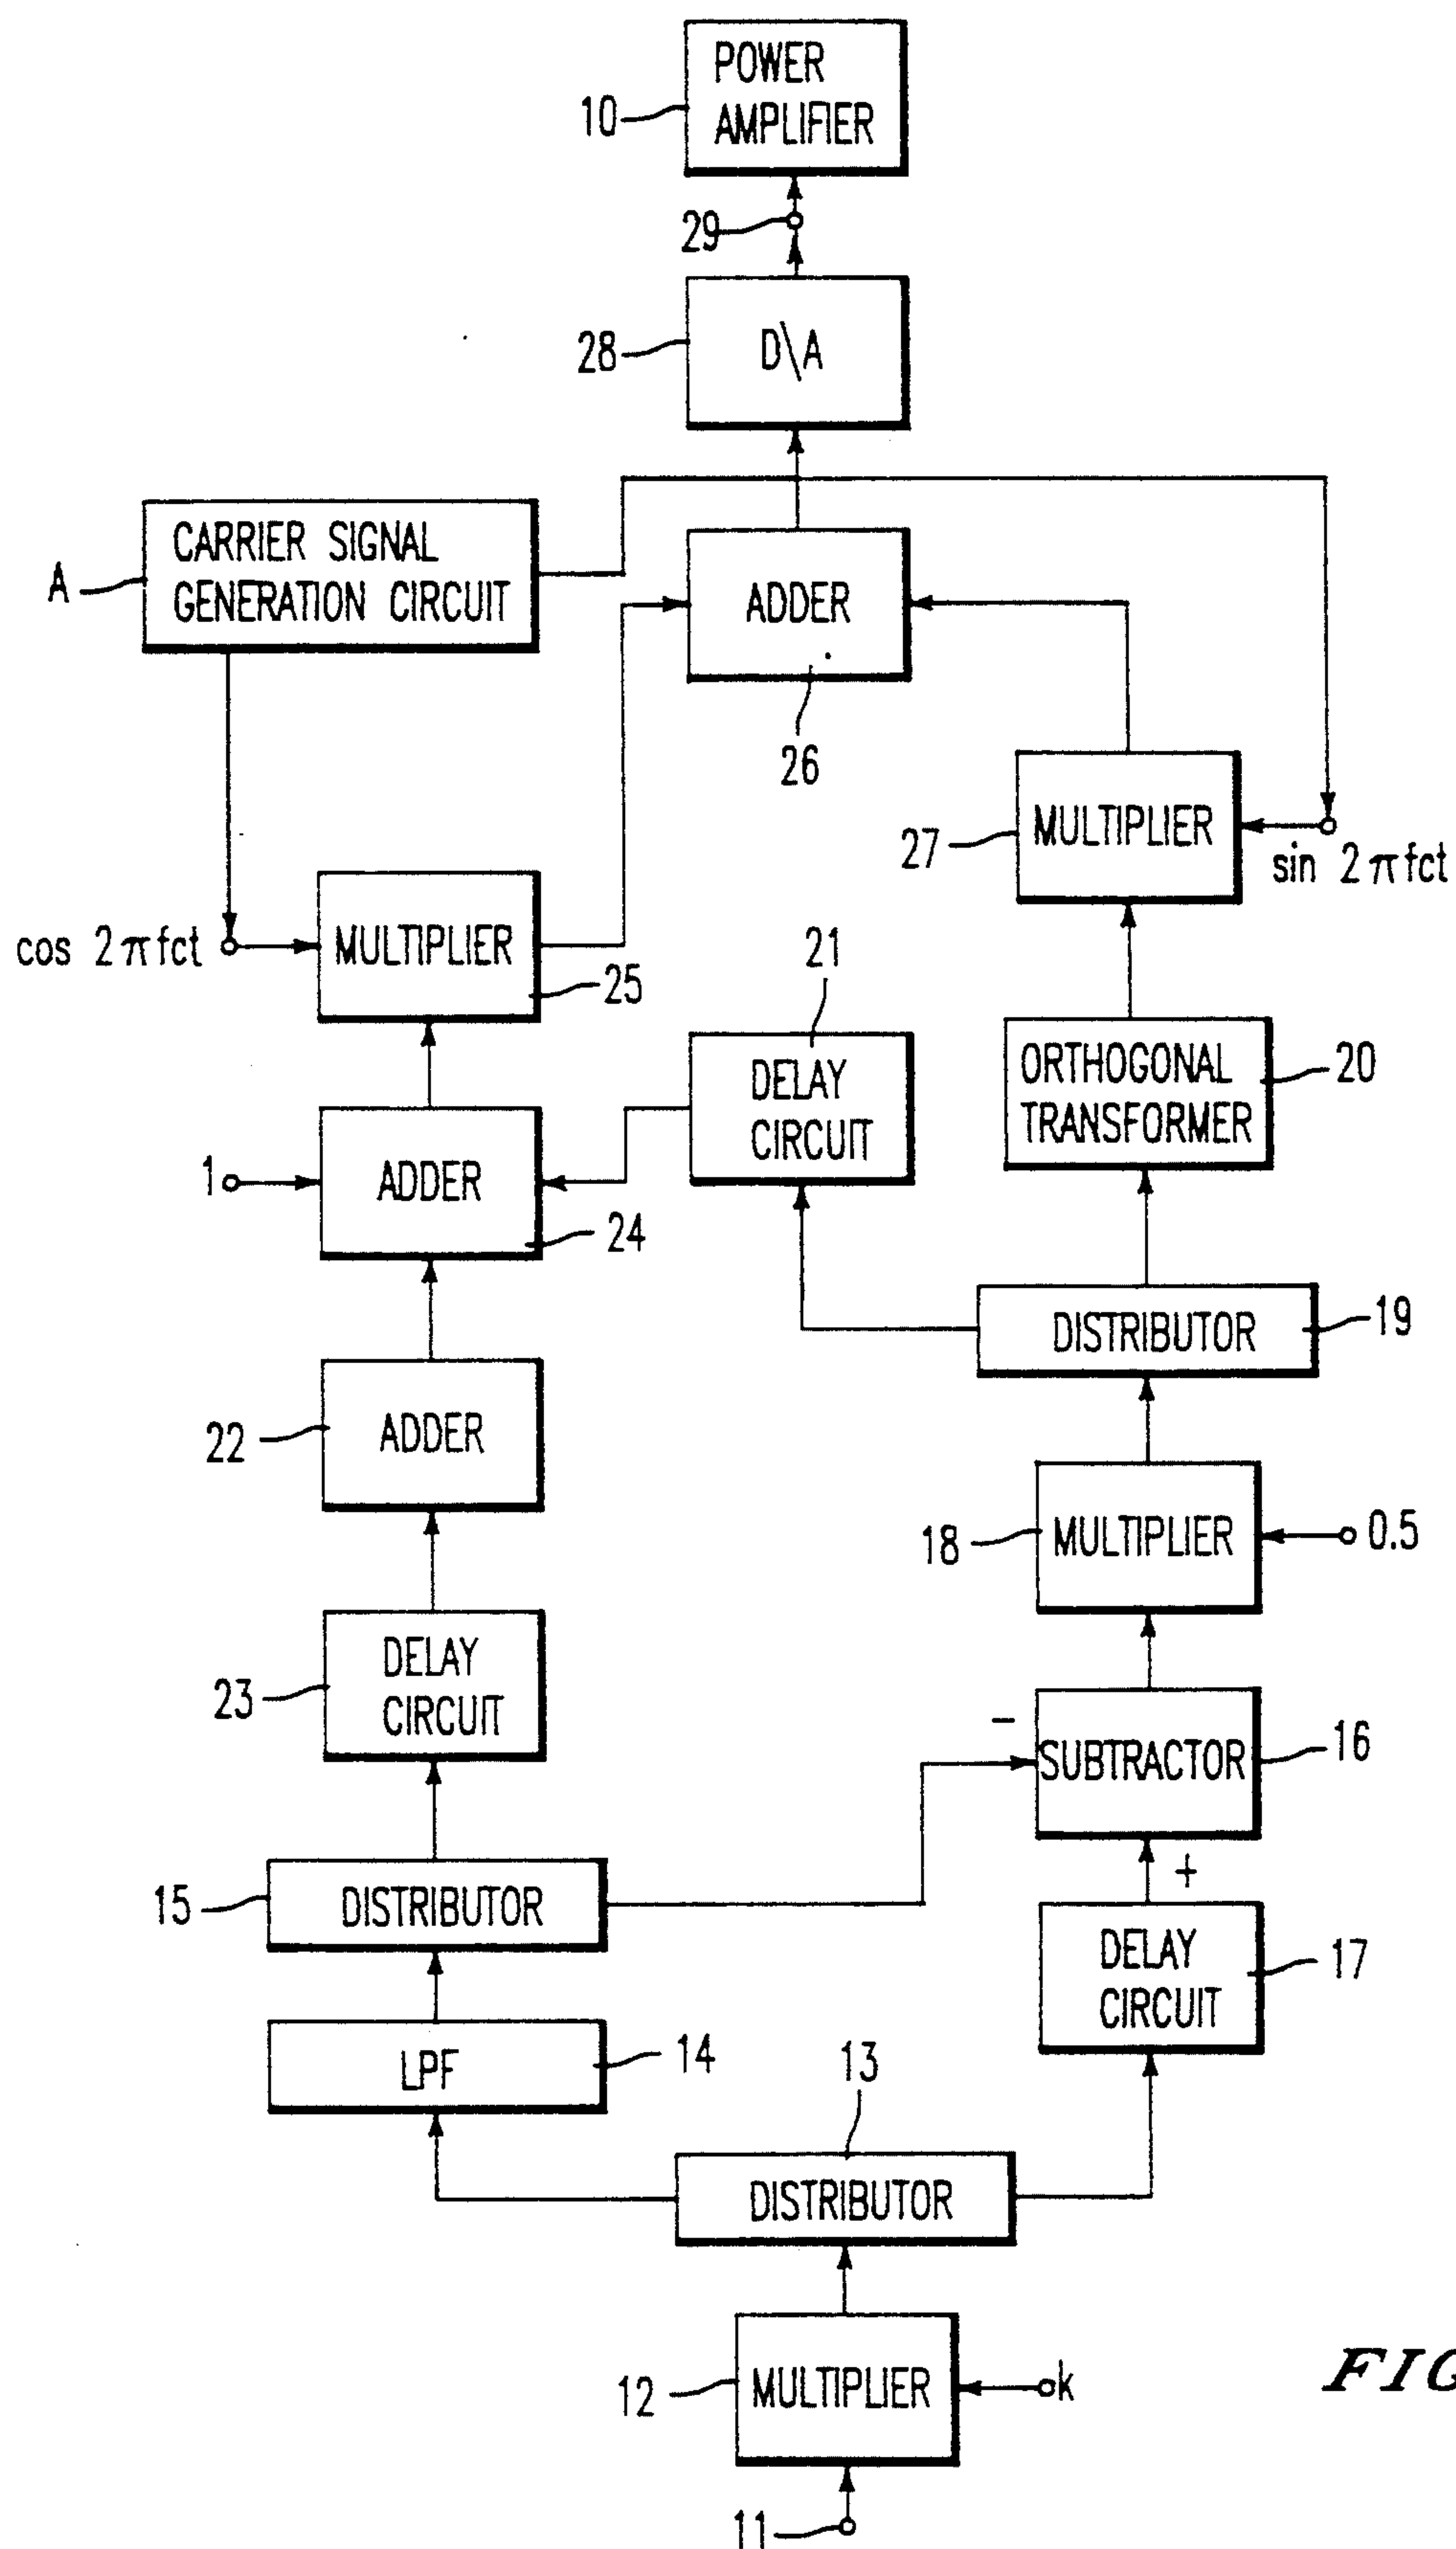 POWER
AMPLIFIER
10
29
D\A
28
CARRIER SIGNAL
GENERATION CIRCUIT
A
ADDER
26
MULTIPLIER
27
sin 2πfct
cos 2πfct
MULTIPLIER
25
21
DELAY
CIRCUIT
ORTHOGONAL
TRANSFORMER
20
1
ADDER
24
DISTRIBUTOR
19
ADDER
22
MULTIPLIER
18
0.5
DELAY
CIRCUIT
23
-
SUBTRACTOR
16
+
DISTRIBUTOR
15
DELAY
CIRCUIT
17
LPF
14
13
DISTRIBUTOR
MULTIPLIER
12
k
11
FIG